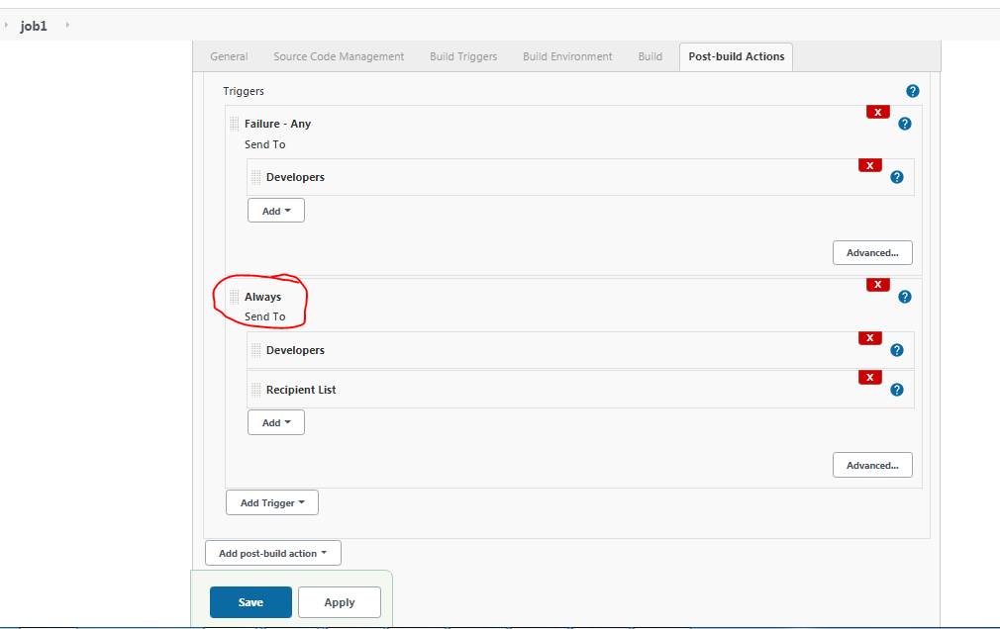 job1
General Source Code Management Build Triggers Build Environment Build Post-build Actions
Triggers ?
X
Failure - Any ?
Send To
X
Developers ?
Add
Advanced...
X
Always ?
Send To
X
Developers ?
X
Recipient List ?
Add
Advanced...
Add Trigger
Add post-build action
Save Apply